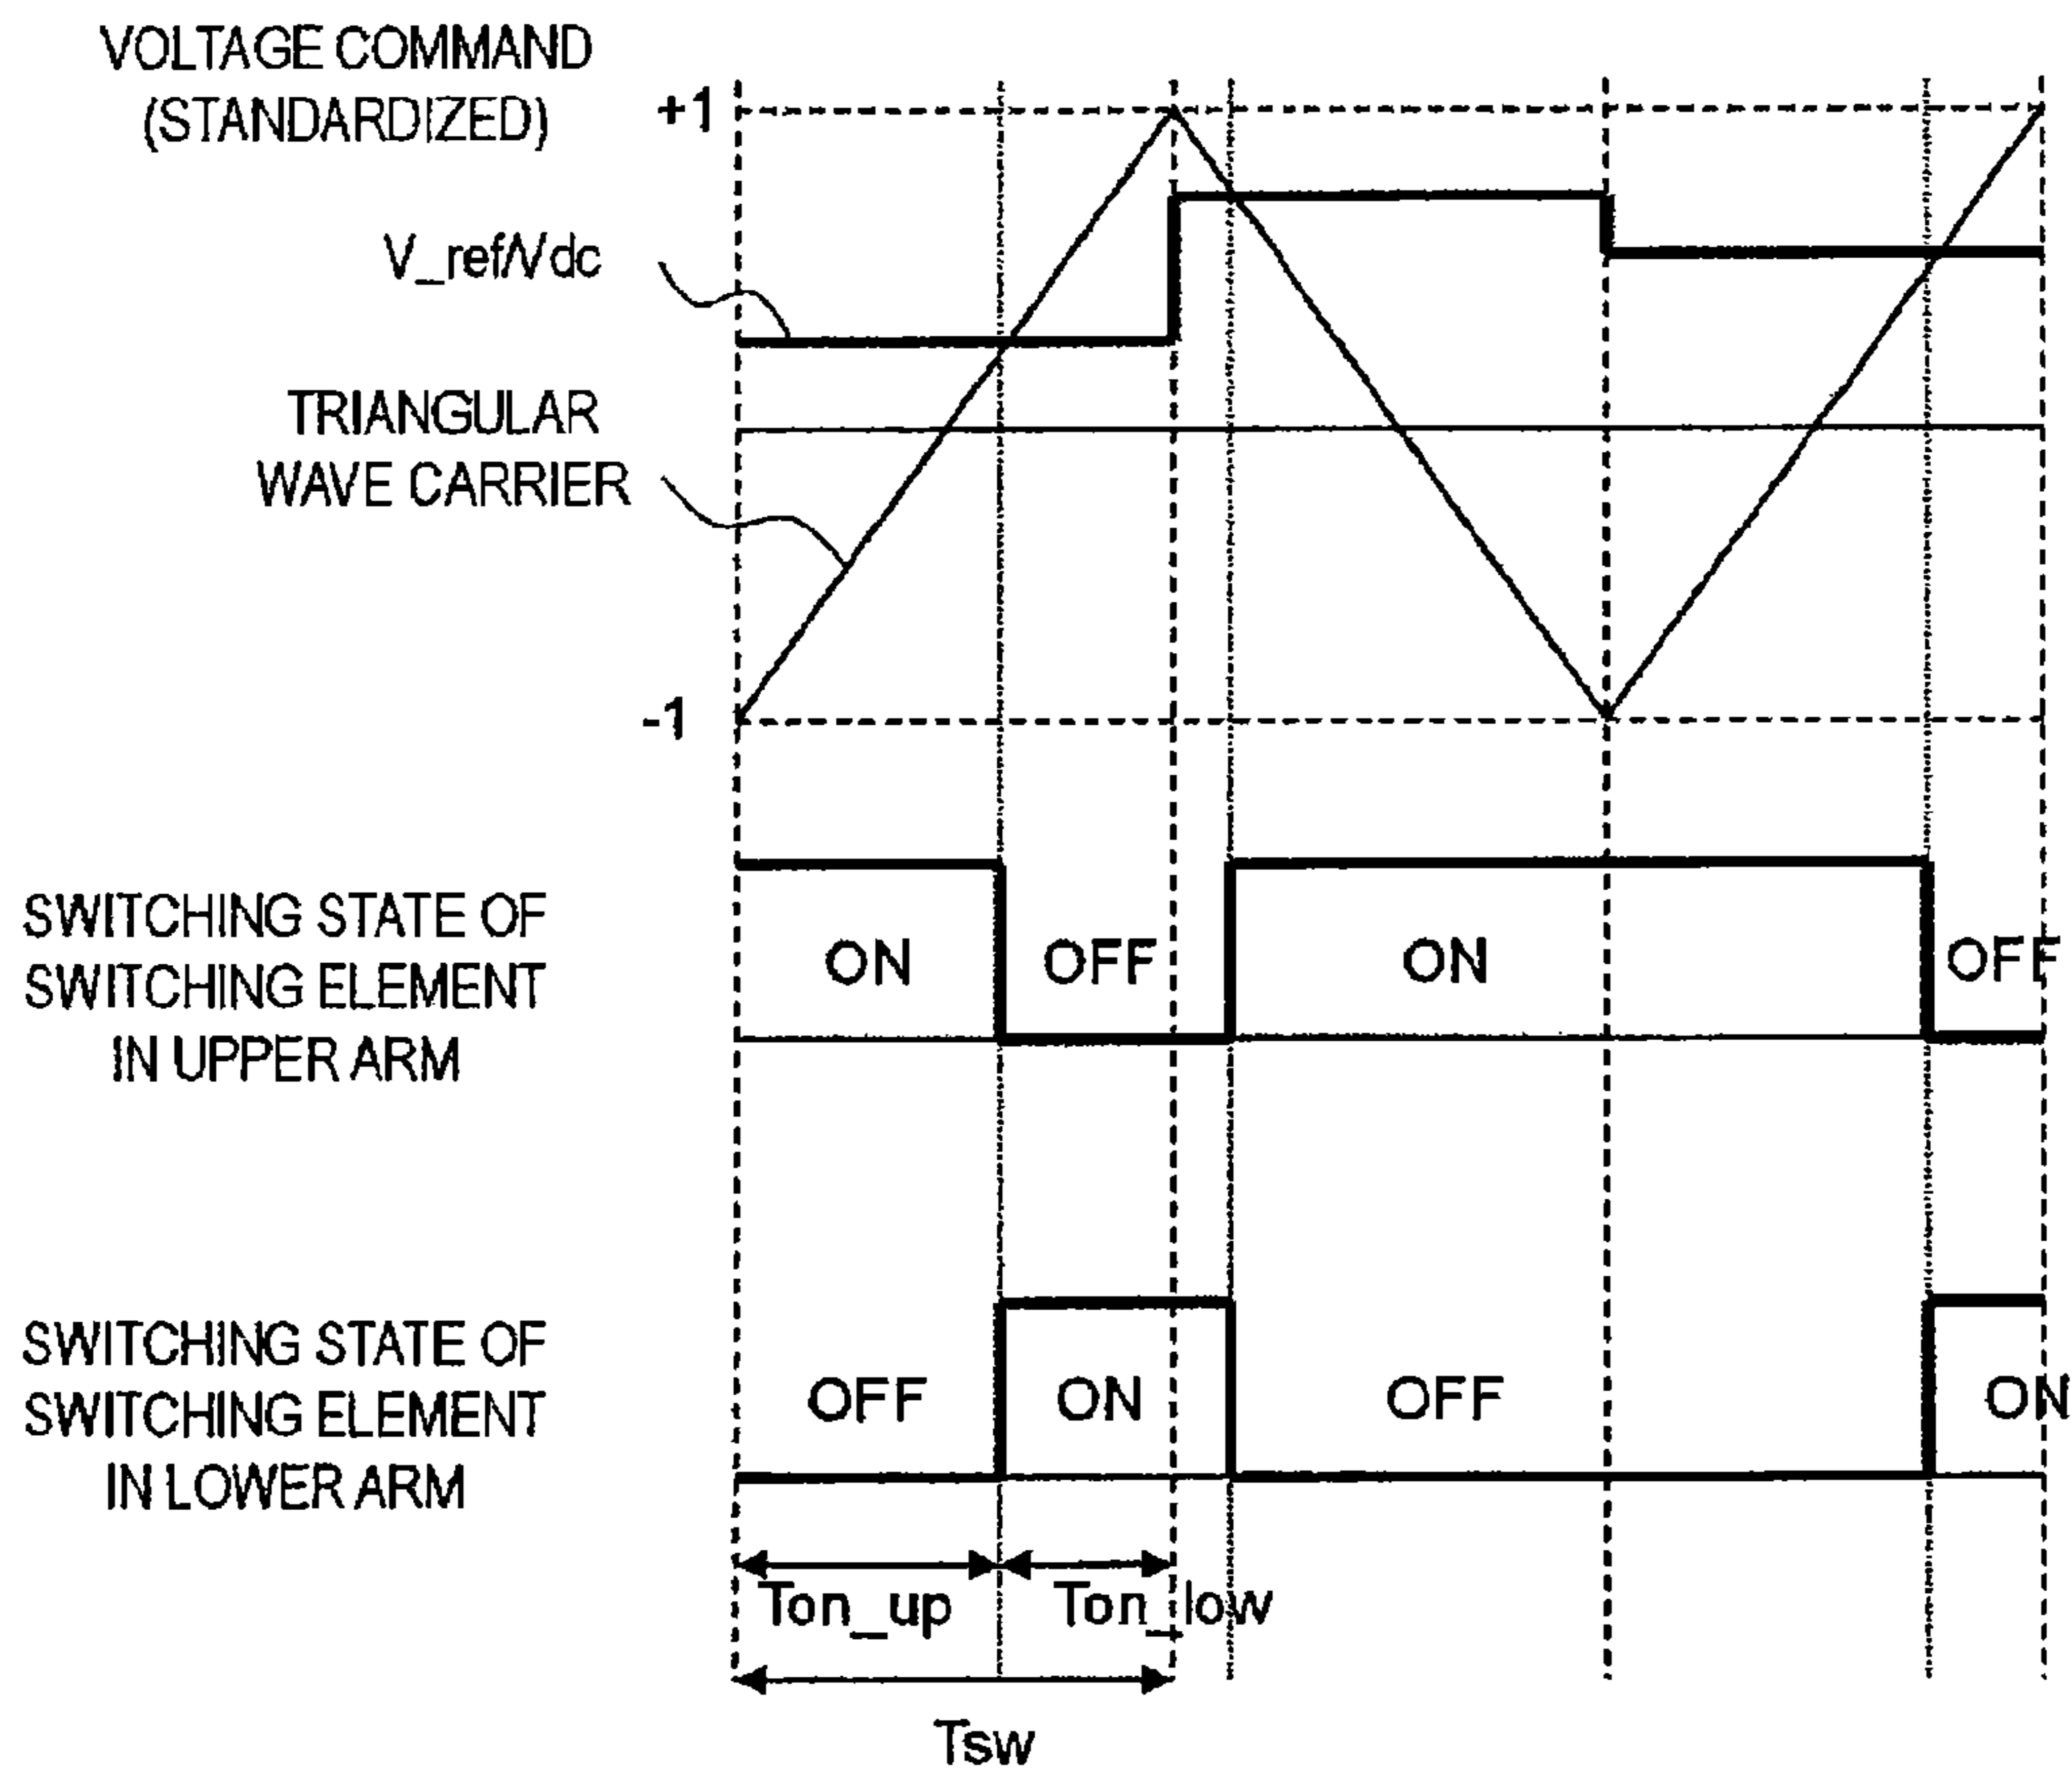 VOLTAGE COMMAND
(STANDARDIZED)
+1
V_ref/Vdc
TRIANGULAR
WAVE CARRIER
-1
SWITCHING STATE OF
SWITCHING ELEMENT
IN UPPER ARM
ON
OFF
ON
OFF
SWITCHING STATE OF
SWITCHING ELEMENT
IN LOWER ARM
OFF
ON
OFF
ON
Ton_up
Ton_low
Tsw